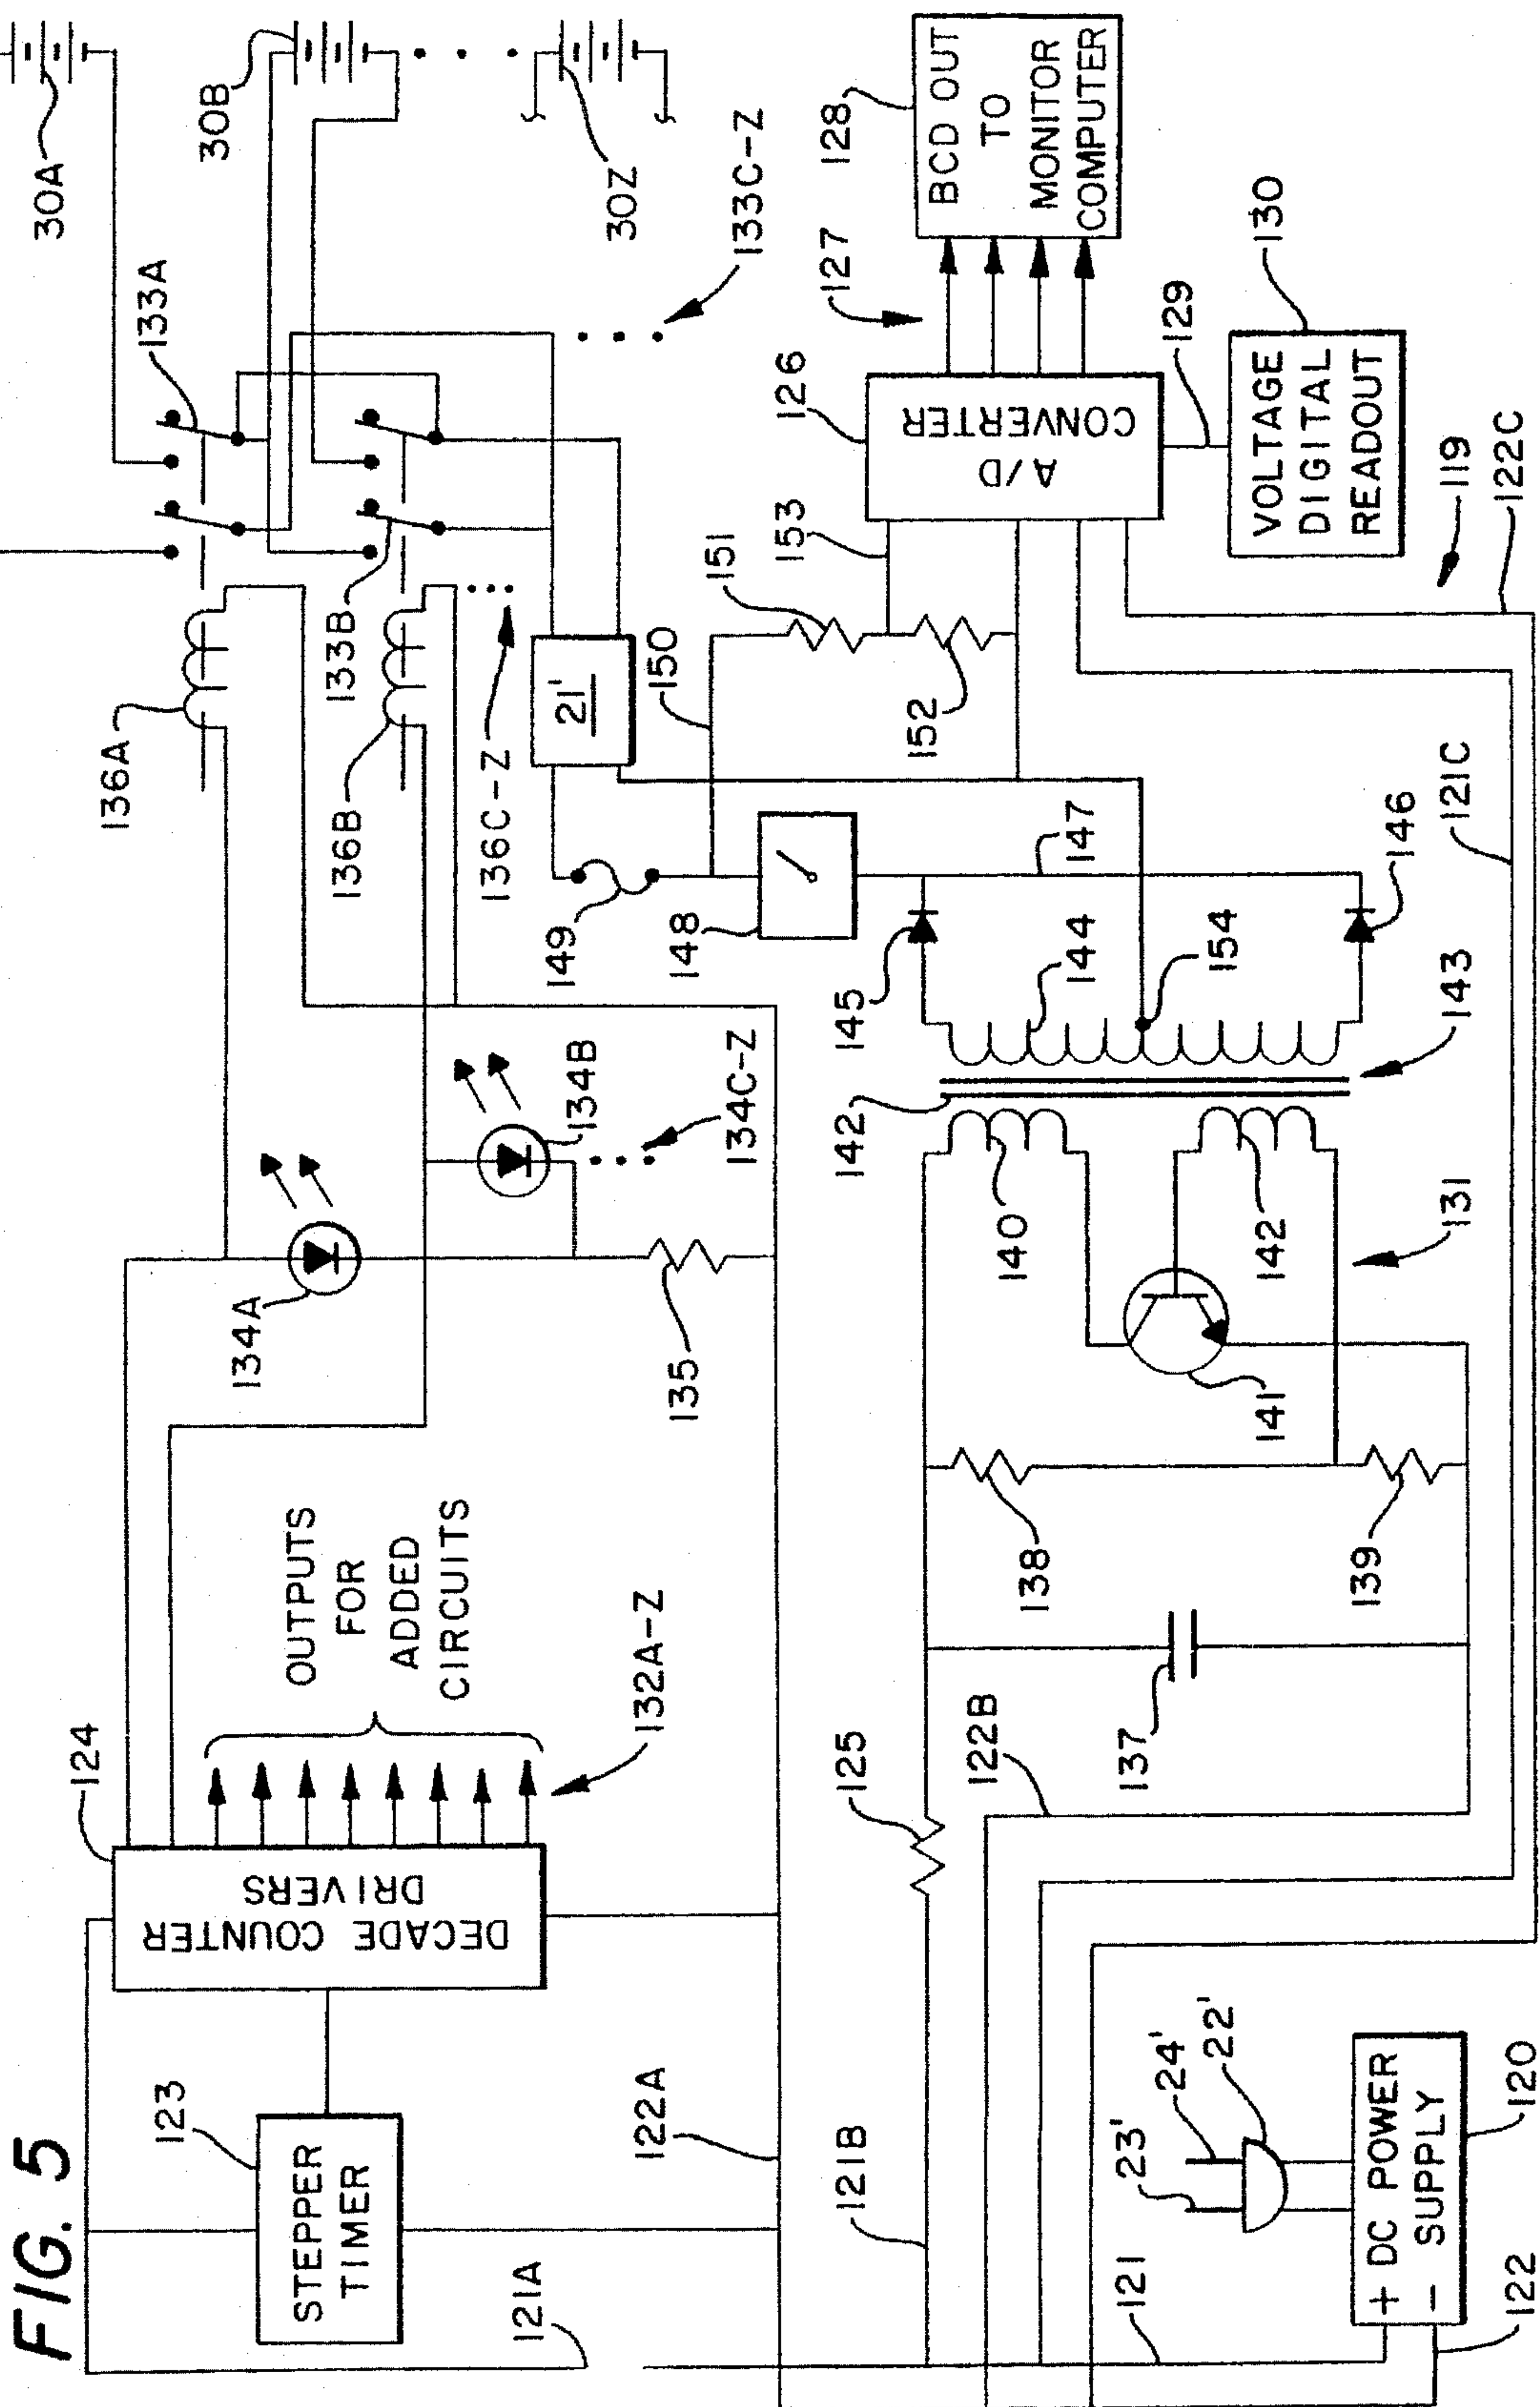 FIG. 5
30A
30B
30Z
133A
133B
133C-Z
136A
136B
136C-Z
21'
134A
134B
134C-Z
135
124
DECADE COUNTER
DRIVERS
OUTPUTS
FOR
ADDED
CIRCUITS
132A-Z
123
STEPPER
TIMER
121A
122A
128
BCD OUT
TO
MONITOR
COMPUTER
127
126
A/D
CONVERTER
129
130
VOLTAGE
DIGITAL
READOUT
119
122C
121C
153
151
150
152
149
148
147
145
146
144
154
142
143
140
142
131
141
138
139
137
125
122B
121B
121
122
23'
24'
22'
+ DC POWER
- SUPPLY
120